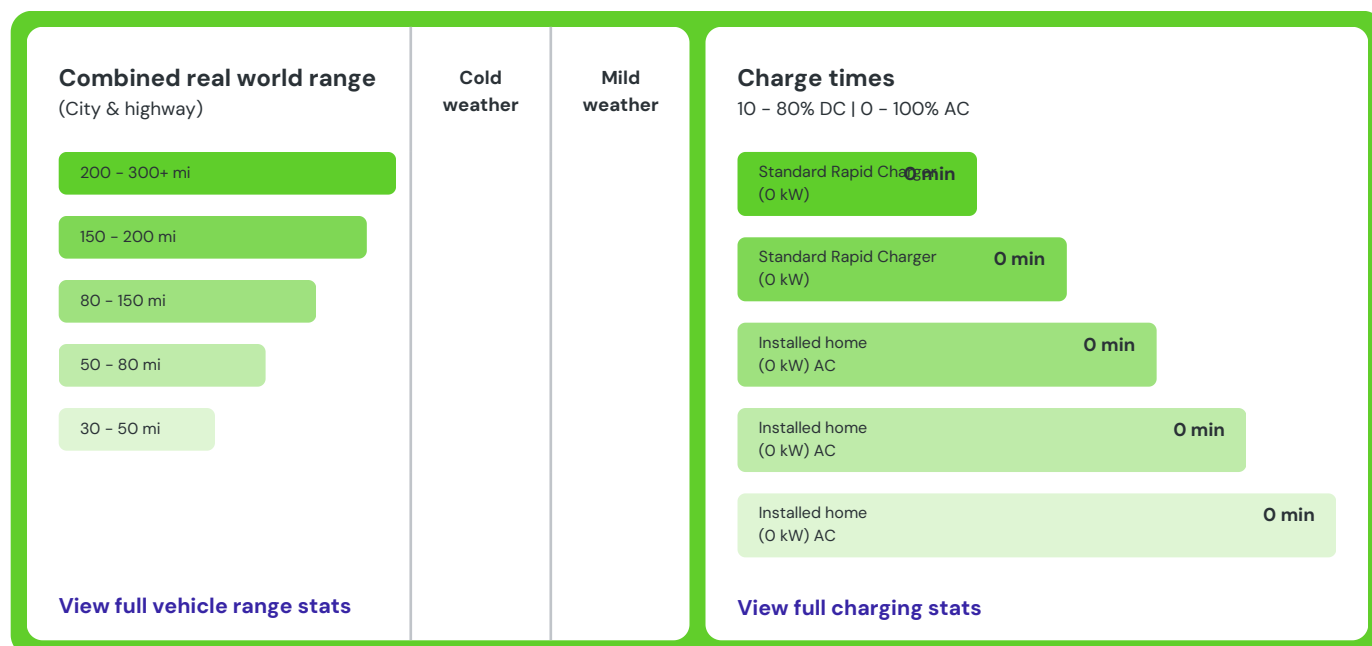 Combined real world range
(City & highway)
Cold
weather
Mild
weather
200 - 300+ mi
150 - 200 mi
80 - 150 mi
50 - 80 mi
30 - 50 mi
View full vehicle range stats
Charge times
10 - 80% DC | 0 - 100% AC
Standard Rapid Charger
0 min
(0 kW)
Standard Rapid Charger
0 min
(0 kW)
Installed home
0 min
(0 kW) AC
Installed home
0 min
(0 kW) AC
Installed home
0 min
(0 kW) AC
View full charging stats